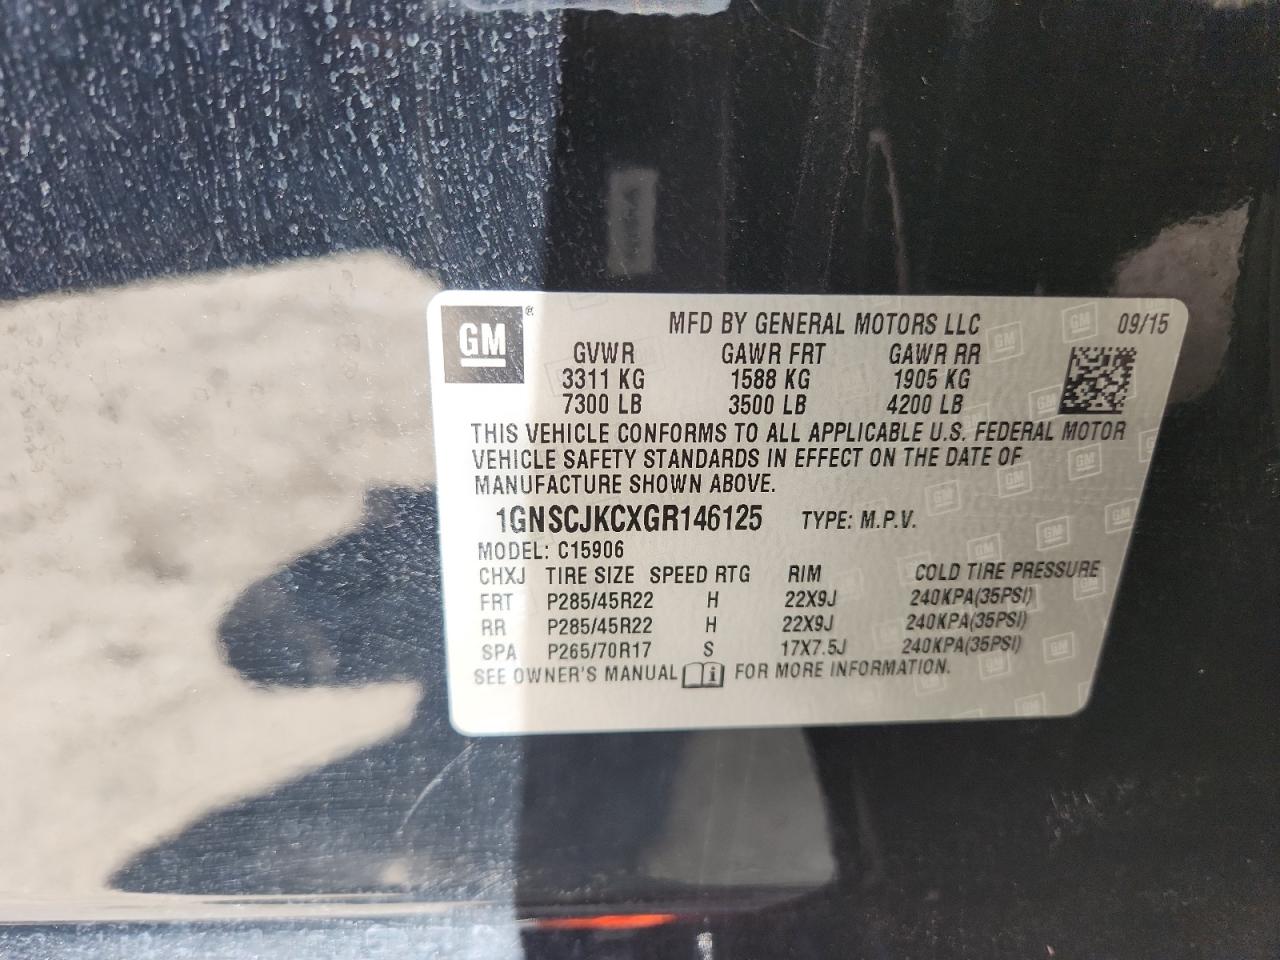 GM®
MFD BY GENERAL MOTORS LLC 09/15
GVWR GAWR FRT GAWR RR
3311 KG 1588 KG 1905 KG
7300 LB 3500 LB 4200 LB
THIS VEHICLE CONFORMS TO ALL APPLICABLE U.S. FEDERAL MOTOR
VEHICLE SAFETY STANDARDS IN EFFECT ON THE DATE OF
MANUFACTURE SHOWN ABOVE.
1GNSCJKCXGR146125 TYPE: M.P.V.
MODEL: C15906
CHXJ TIRE SIZE SPEED RTG RIM COLD TIRE PRESSURE
FRT P285/45R22 H 22X9J 240KPA(35PSI)
RR P285/45R22 H 22X9J 240KPA(35PSI)
SPA P265/70R17 S 17X7.5J 240KPA(35PSI)
SEE OWNER'S MANUAL FOR MORE INFORMATION.